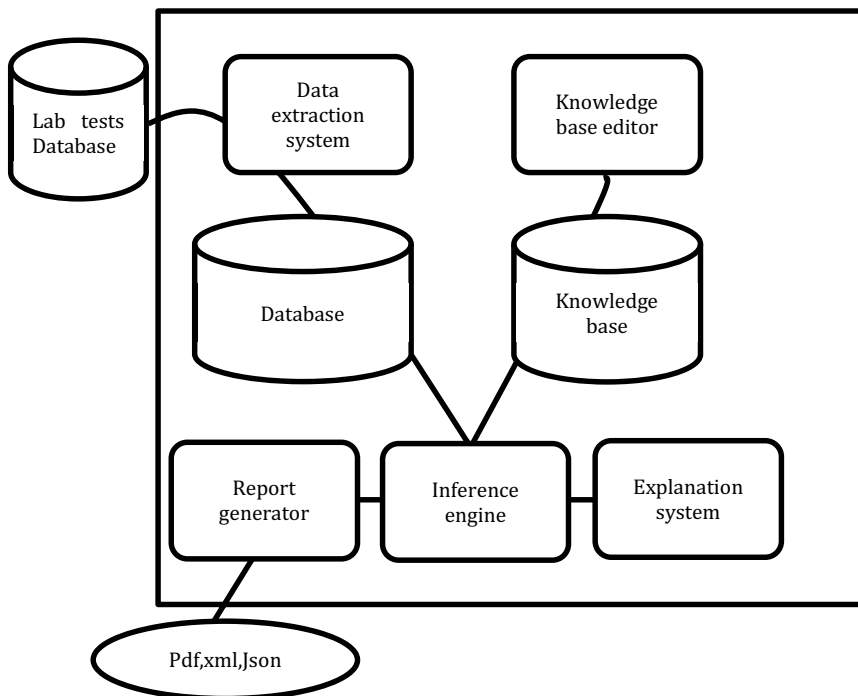 Lab tests
Database
Data
extraction
system
Knowledge
base editor
Database
Knowledge
base
Report
generator
Inference
engine
Explanation
system
Pdf,xml,Json